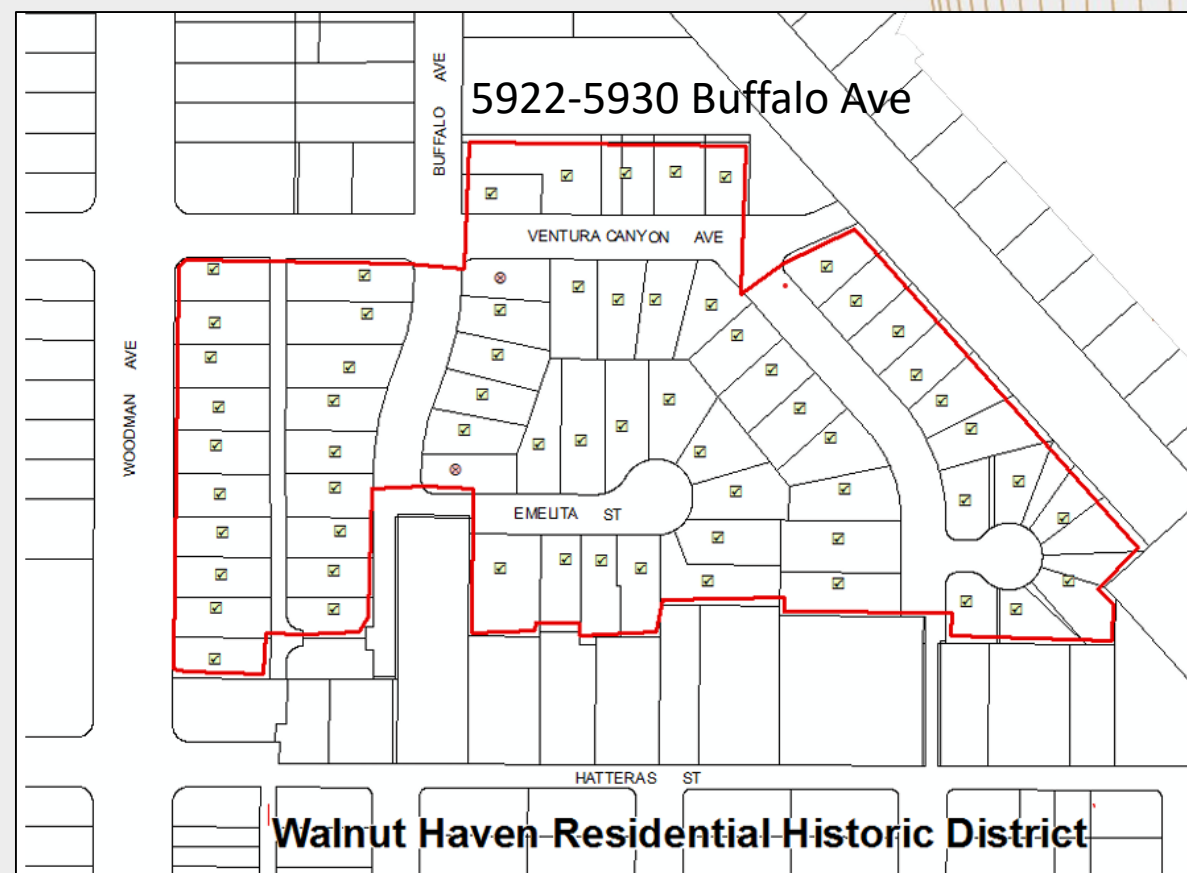 5922-5930 Buffalo Ave
BUFFALO AVE
VENTURA CANYON AVE
WOODMAN AVE
EMELITA ST
HATTERAS ST
Walnut Haven Residential Historic District